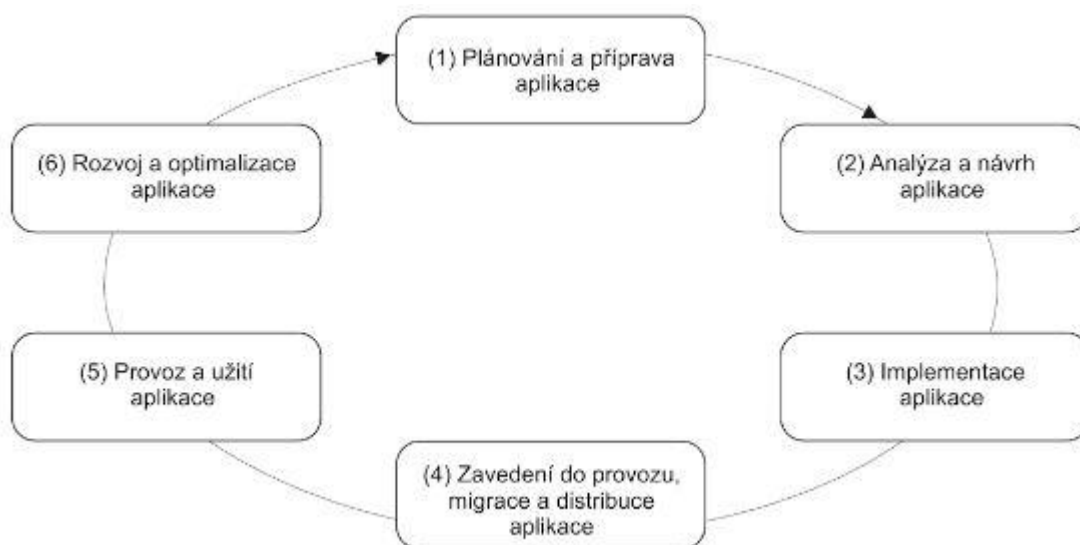 (1) Plánování a příprava
aplikace
(2) Analýza a návrh
aplikace
(3) Implementace
aplikace
(4) Zavedení do provozu,
migrace a distribuce
aplikace
(5) Provoz a užití
aplikace
(6) Rozvoj a optimalizace
aplikace